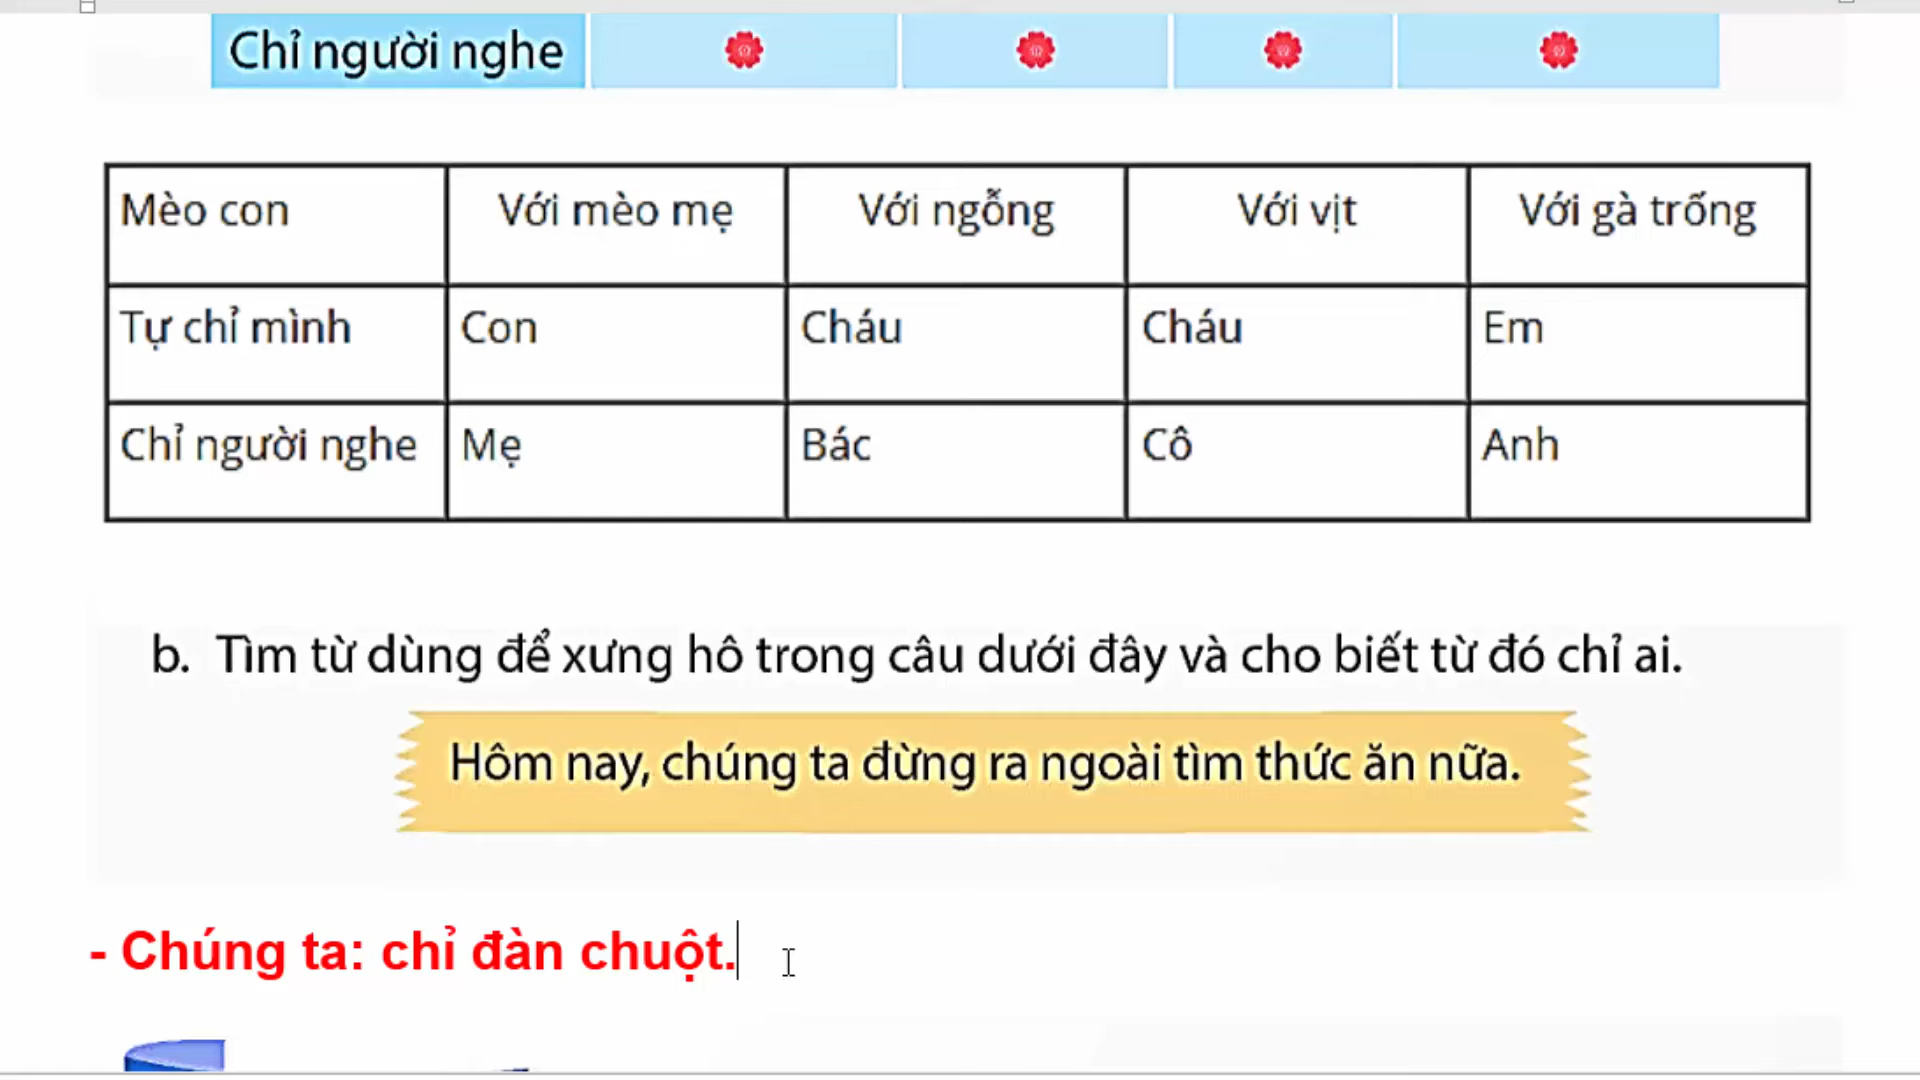 Chỉ người nghe
Mèo con Với mèo mẹ Với ngỗng Với vịt Với gà trống
Tự chỉ mình Con Cháu Cháu Em
Chỉ người nghe Mẹ Bác Cô Anh
b. Tìm từ dùng để xưng hô trong câu dưới đây và cho biết từ đó chỉ ai.
Hôm nay, chúng ta đừng ra ngoài tìm thức ăn nữa.
- Chúng ta: chỉ đàn chuột.